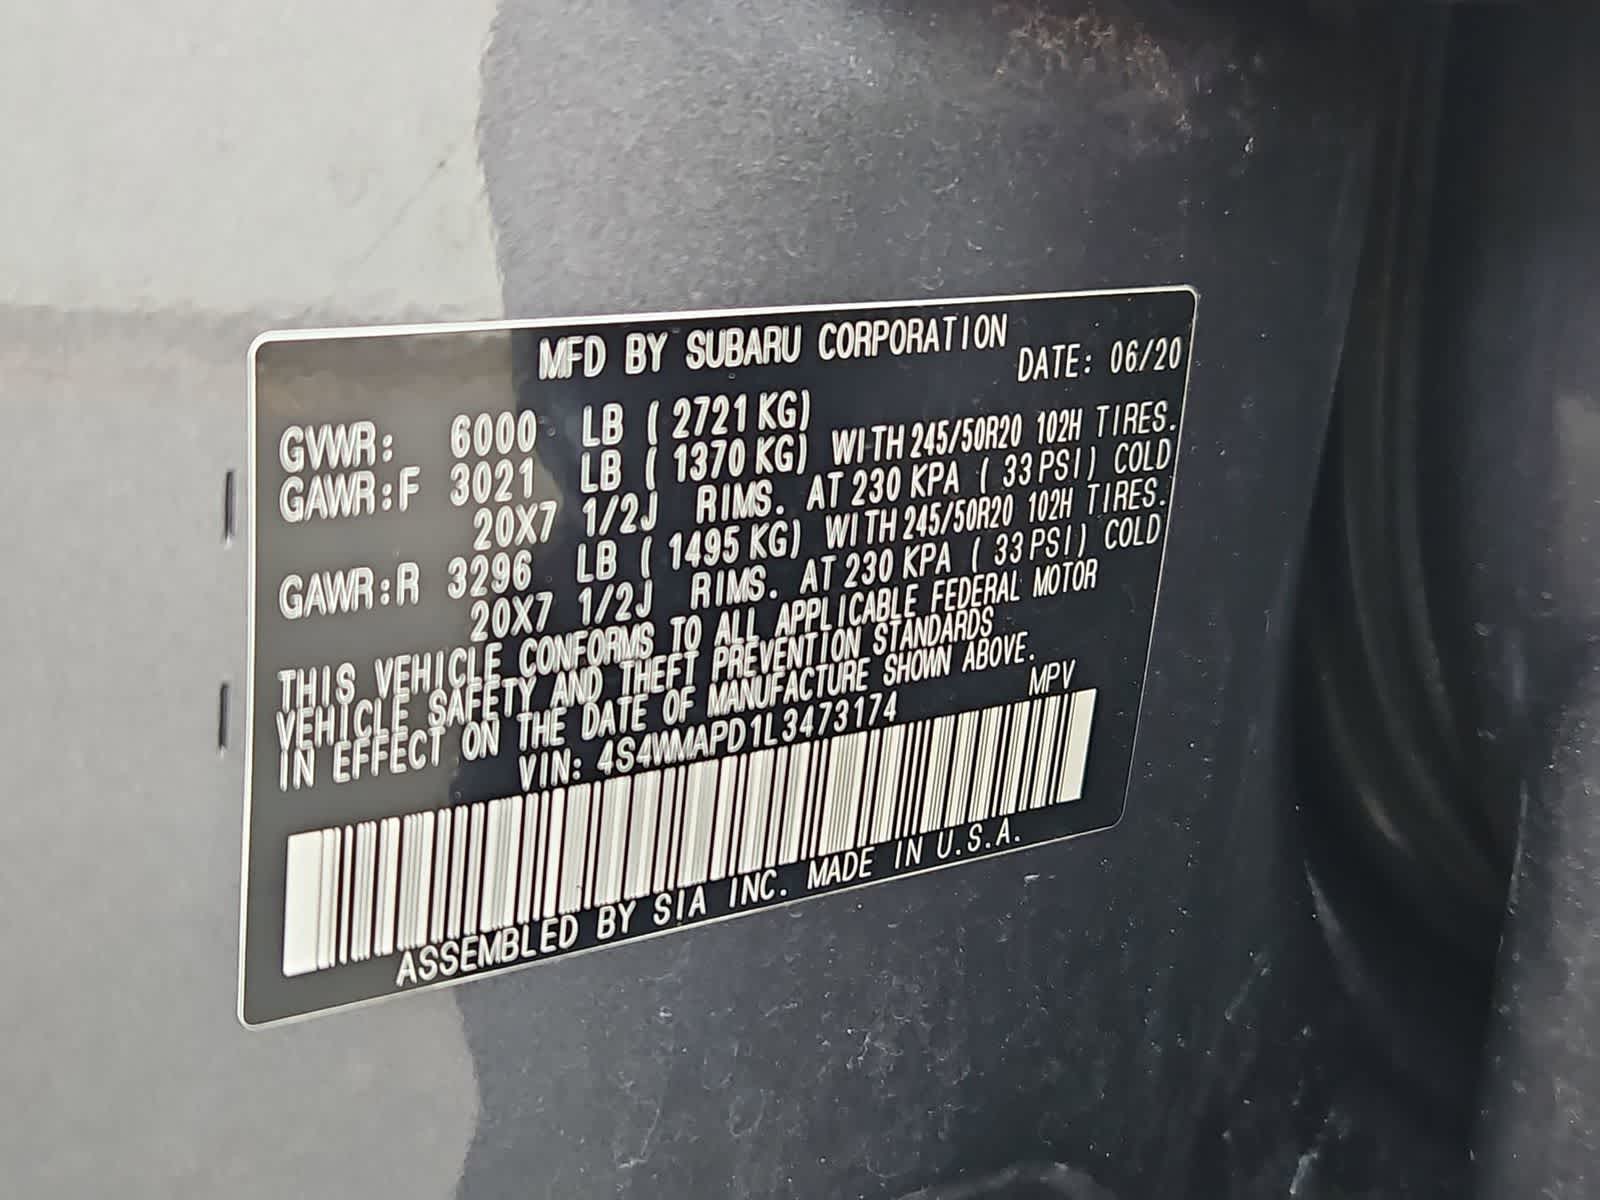 MFD BY SUBARU CORPORATION
DATE: 06/20
GVWR: 6000 LB ( 2721 KG)
GAWR:F 3021 LB ( 1370 KG) WITH 245/50R20 102H TIRES.
20X7 1/2J RIMS. AT 230 KPA ( 33 PSI) COLD
GAWR:R 3296 LB ( 1495 KG) WITH 245/50R20 102H TIRES.
20X7 1/2J RIMS. AT 230 KPA ( 33 PSI) COLD
THIS VEHICLE CONFORMS TO ALL APPLICABLE FEDERAL MOTOR
VEHICLE SAFETY AND THEFT PREVENTION STANDARDS
IN EFFECT ON THE DATE OF MANUFACTURE SHOWN ABOVE.
VIN: 4S4WMAPD1L3473174 MPV
ASSEMBLED BY SIA INC. MADE IN U.S.A.